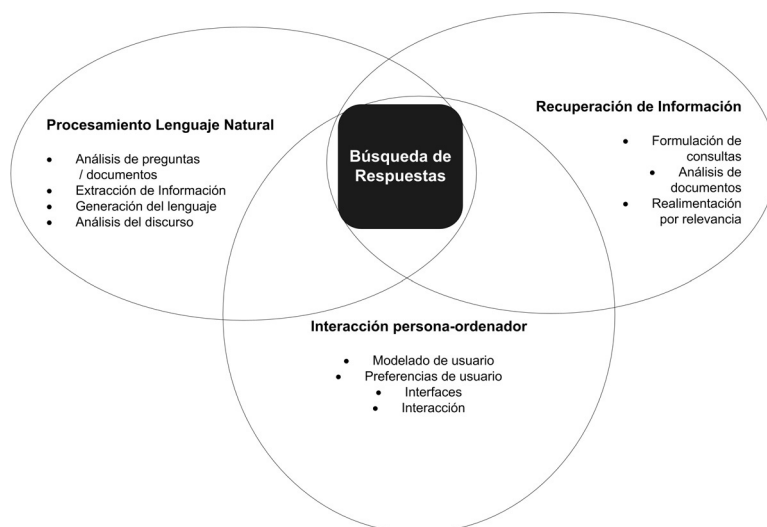 Procesamiento Lenguaje Natural
• Análisis de preguntas
/ documentos
• Extracción de Información
• Generación del lenguaje
• Análisis del discurso
Búsqueda de
Respuestas
Recuperación de Información
• Formulación de
consultas
• Análisis de
documentos
• Realimentación
por relevancia
Interacción persona-ordenador
• Modelado de usuario
• Preferencias de usuario
• Interfaces
• Interacción